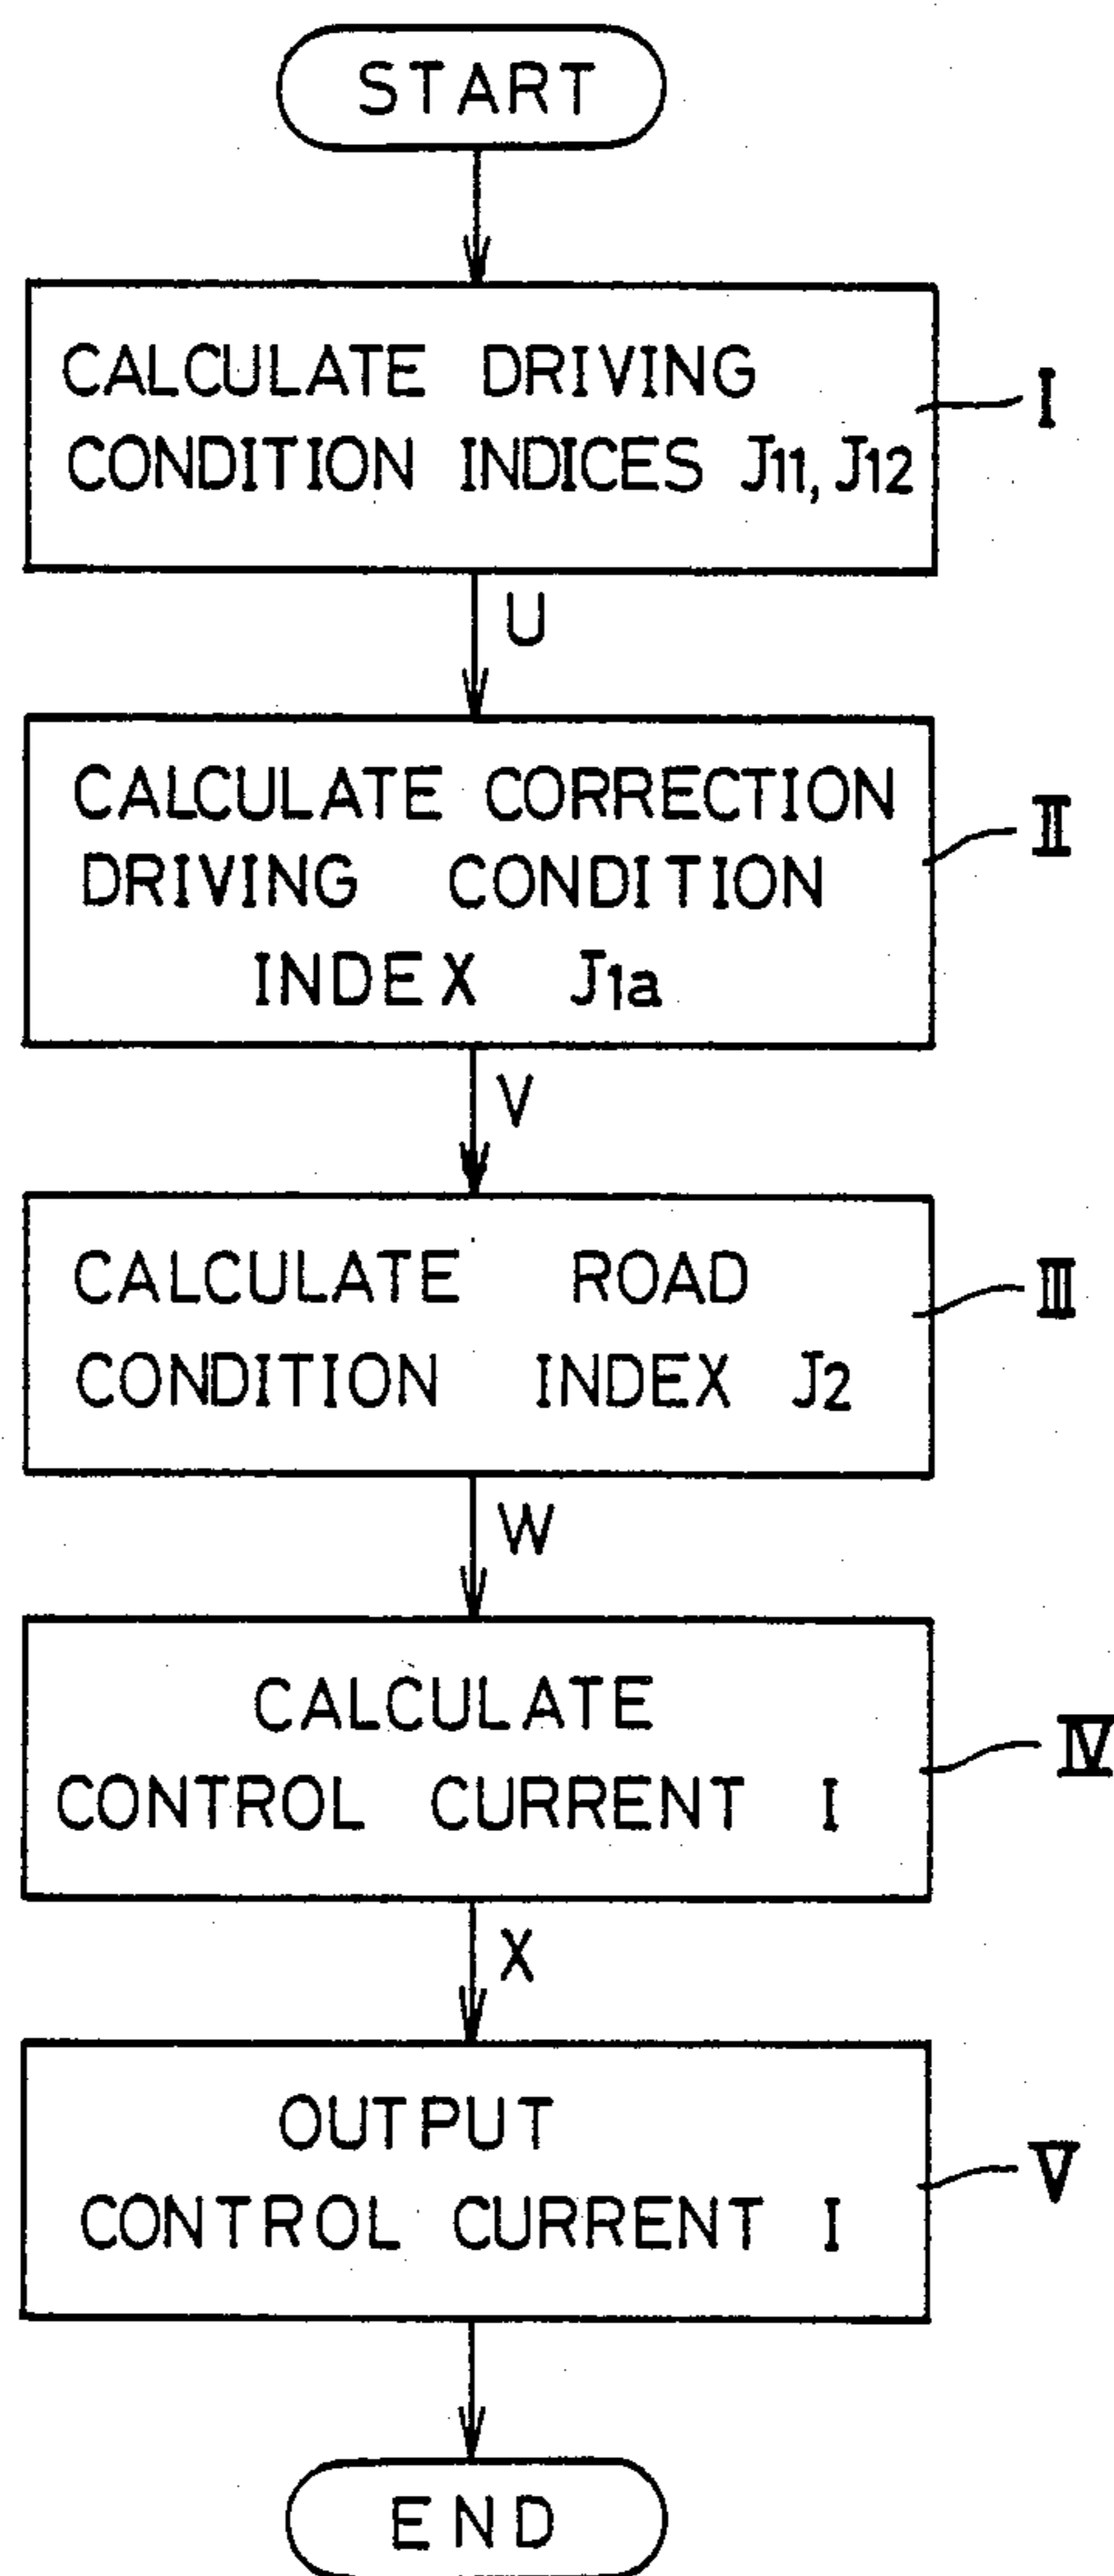 START
CALCULATE DRIVING
CONDITION INDICES J11, J12
I
U
CALCULATE CORRECTION
DRIVING CONDITION
INDEX J1a
II
V
CALCULATE ROAD
CONDITION INDEX J2
III
W
CALCULATE
CONTROL CURRENT I
IV
X
OUTPUT
CONTROL CURRENT I
V
END